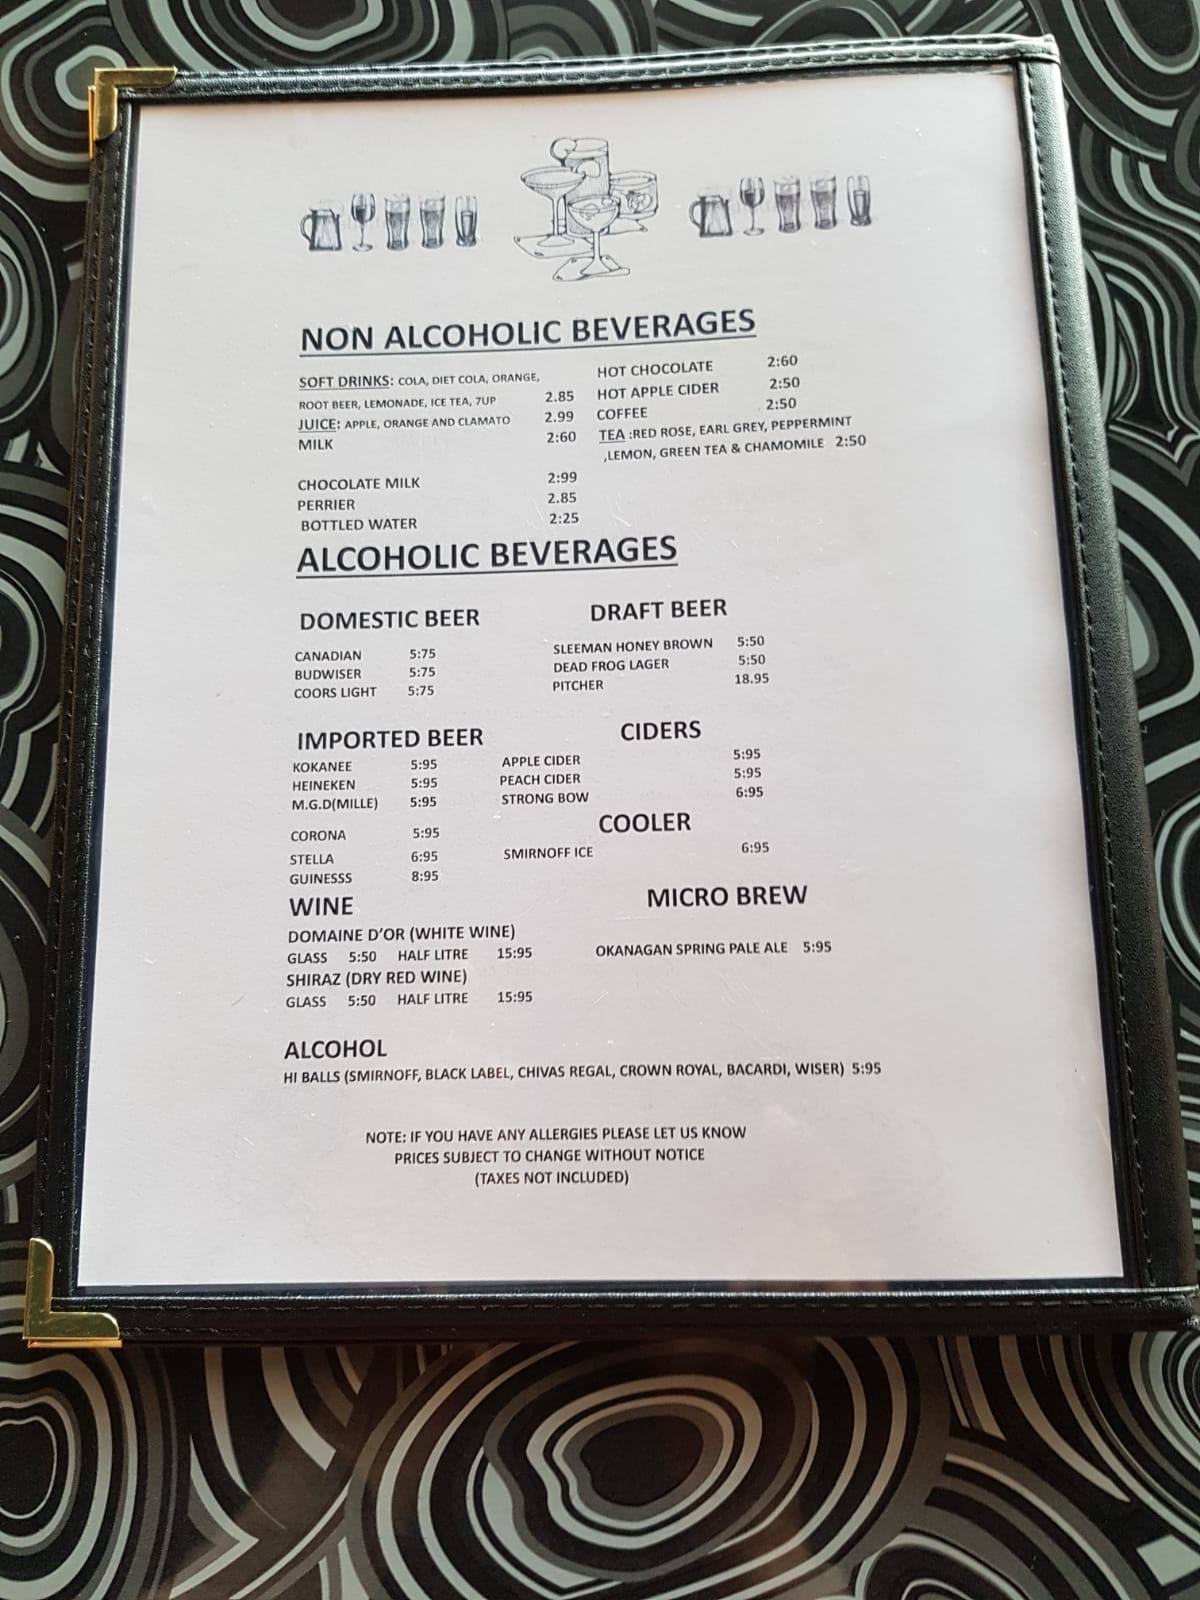 NON ALCOHOLIC BEVERAGES
SOFT DRINKS: COLA, DIET COLA, ORANGE,
ROOT BEER, LEMONADE, ICE TEA, 7UP 2.85
JUICE: APPLE, ORANGE AND CLAMATO 2.99
MILK 2:60
CHOCOLATE MILK 2:99
PERRIER 2.85
BOTTLED WATER 2:25
HOT CHOCOLATE 2:60
HOT APPLE CIDER 2:50
COFFEE 2:50
TEA :RED ROSE, EARL GREY, PEPPERMINT
,LEMON, GREEN TEA & CHAMOMILE 2:50
ALCOHOLIC BEVERAGES
DOMESTIC BEER
CANADIAN 5:75
BUDWISER 5:75
COORS LIGHT 5:75
DRAFT BEER
SLEEMAN HONEY BROWN 5:50
DEAD FROG LAGER 5:50
PITCHER 18.95
IMPORTED BEER
KOKANEE 5:95
HEINEKEN 5:95
M.G.D(MILLE) 5:95
CORONA 5:95
STELLA 6:95
GUINESSS 8:95
CIDERS
APPLE CIDER 5:95
PEACH CIDER 5:95
STRONG BOW 6:95
COOLER
SMIRNOFF ICE 6:95
WINE
DOMAINE D'OR (WHITE WINE)
GLASS 5:50 HALF LITRE 15:95
SHIRAZ (DRY RED WINE)
GLASS 5:50 HALF LITRE 15:95
MICRO BREW
OKANAGAN SPRING PALE ALE 5:95
ALCOHOL
HI BALLS (SMIRNOFF, BLACK LABEL, CHIVAS REGAL, CROWN ROYAL, BACARDI, WISER) 5:95
NOTE: IF YOU HAVE ANY ALLERGIES PLEASE LET US KNOW
PRICES SUBJECT TO CHANGE WITHOUT NOTICE
(TAXES NOT INCLUDED)